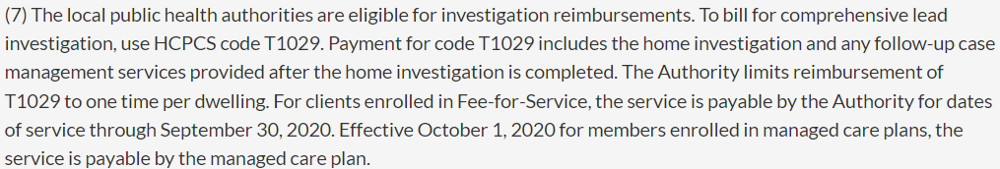 (7) The local public health authorities are eligible for investigation reimbursements. To bill for comprehensive lead
investigation, use HCPCS code T1029. Payment for code T1029 includes the home investigation and any follow-up case
management services provided after the home investigation is completed. The Authority limits reimbursement of
T1029 to one time per dwelling. For clients enrolled in Fee-for-Service, the service is payable by the Authority for dates
of service through September 30, 2020. Effective October 1, 2020 for members enrolled in managed care plans, the
service is payable by the managed care plan.